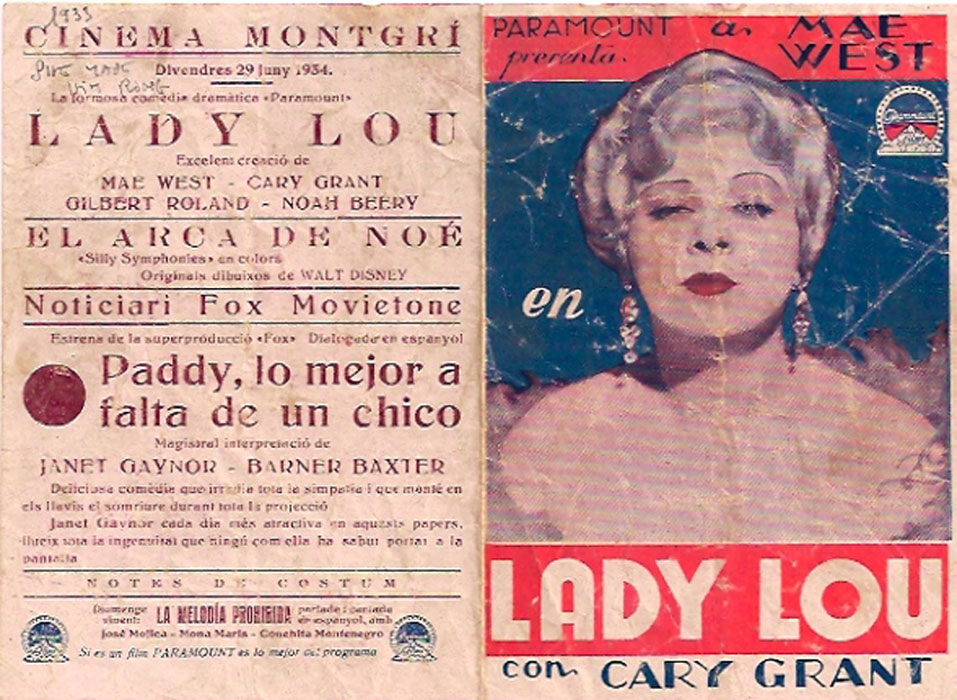 1933
CINEMA MONTGRÍ
Divendres 29 juny 1934.
La formosa comèdia dramàtica «Paramount»
LADY LOU
Excelent creació de
MAE WEST - CARY GRANT
GILBERT ROLAND - NOAH BEERY
EL ARCA DE NOÉ
«Silly Symphonies» en colors
Originals dibuixos de WALT DISNEY
Noticiari Fox Movietone
Estrena de la superproducció «Fox» Dialogada en espanyol
Paddy, lo mejor a
falta de un chico
Magistral interpretació de
JANET GAYNOR - BARNER BAXTER
Deliciosa comèdia que irradia tota la simpatia i que manté en
els llavis el somriure durant tota la projecció
Janet Gaynor cada dia més atractiva en aquests papers,
llueix tota la ingenuitat que ningú com ella ha sabut portar a la
pantalla
NOTES DE COSTUM
Diumenge vinent: LA MELODÍA PROHIBIDA parlada i cantada en espanyol, amb
José Mojica - Mona Maris - Conchita Montenegro
Si es un film PARAMOUNT es lo mejor del programa
PARAMOUNT presenta a MAE WEST
Paramount
en
LADY LOU
con CARY GRANT